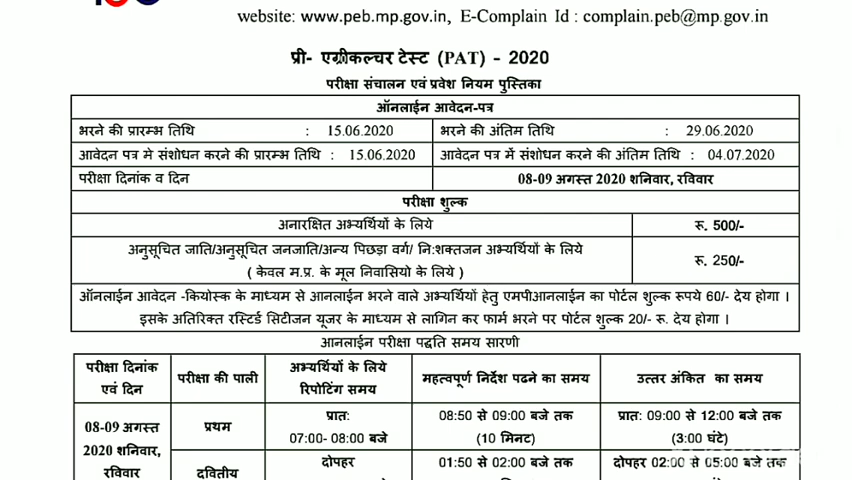 website: www.peb.mp.gov.in, E-Complain Id : complain.peb@mp.gov.in
प्री- एग्रीकल्चर टेस्ट (PAT) - 2020
परीक्षा संचालन एवं प्रवेश नियम पुस्तिका
ऑनलाईन आवेदन-पत्र
भरने की प्रारम्भ तिथि : 15.06.2020 भरने की अंतिम तिथि : 29.06.2020
आवेदन पत्र मे संशोधन करने की प्रारम्भ तिथि : 15.06.2020 आवेदन पत्र में संशोधन करने की अंतिम तिथि : 04.07.2020
परीक्षा दिनांक व दिन 08-09 अगस्त 2020 शनिवार, रविवार
परीक्षा शुल्क
अनारक्षित अभ्यर्थियों के लिये रू. 500/-
अनुसूचित जाति/अनुसूचित जनजाति/अन्य पिछड़ा वर्ग/ नि:शक्तजन अभ्यर्थियों के लिये
( केवल म.प्र. के मूल निवासियो के लिये ) रू. 250/-
ऑनलाईन आवेदन -कियोस्क के माध्यम से आनलाईन भरने वाले अभ्यर्थियों हेतु एमपीआनलाईन का पोर्टल शुल्क रूपये 60/- देय होगा ।
इसके अतिरिक्त रस्टिर्ड सिटीजन यूजर के माध्यम से लागिन कर फार्म भरने पर पोर्टल शुल्क 20/- रू. देय होगा ।
आनलाईन परीक्षा पद्धति समय सारणी
परीक्षा दिनांक एवं दिन परीक्षा की पाली अभ्यर्थियों के लिये रिपोटिंग समय महत्वपूर्ण निर्देश पढने का समय उत्तर अंकित का समय
08-09 अगस्त 2020 शनिवार, रविवार प्रथम प्रात: 07:00- 08:00 बजे 08:50 से 09:00 बजे तक (10 मिनट) प्रात: 09:00 से 12:00 बजे तक (3:00 घंटे)
दवितीय दोपहर 01:50 से 02:00 बजे तक दोपहर 02:00 से 05:00 बजे तक